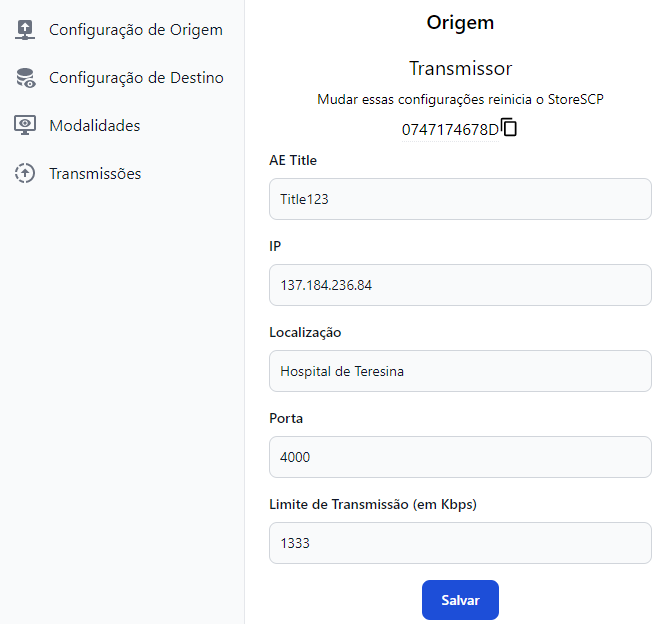 Configuração de Origem
Configuração de Destino
Modalidades
Transmissões
Origem
Transmissor
Mudar essas configurações reinicia o StoreSCP
0747174678D
AE Title
Title123
IP
137.184.236.84
Localização
Hospital de Teresina
Porta
4000
Limite de Transmissão (em Kbps)
1333
Salvar